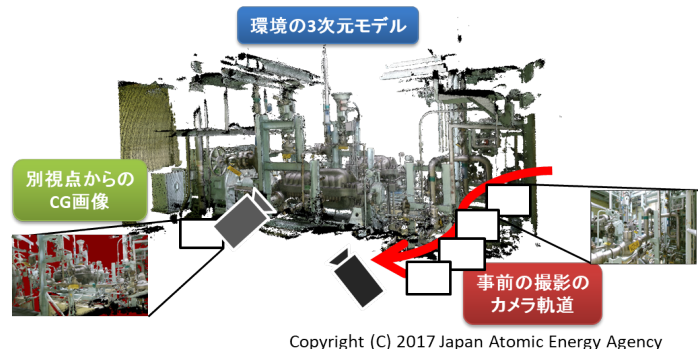 環境の3次元モデル
別視点からの
CG画像
事前の撮影の
カメラ軌道
Copyright (C) 2017 Japan Atomic Energy Agency